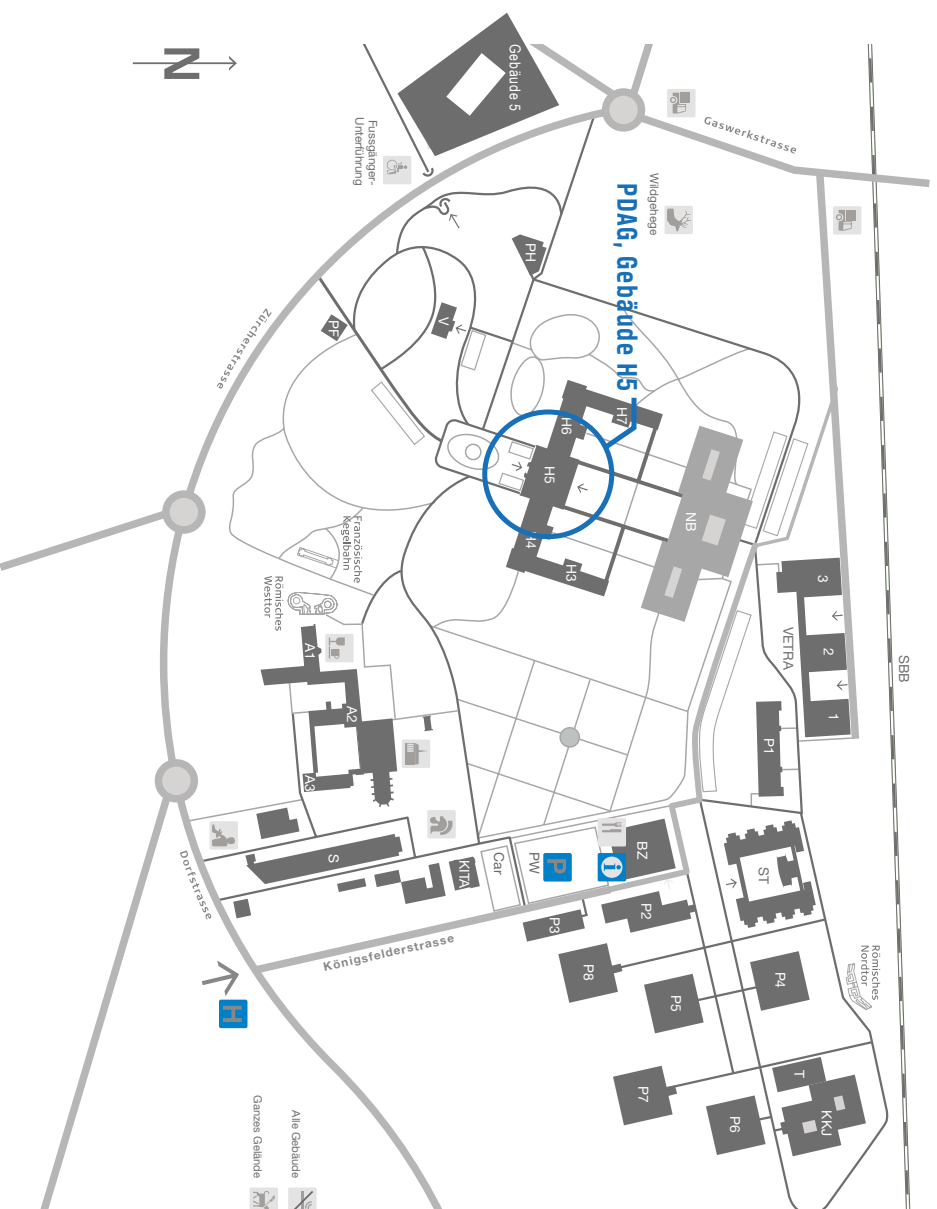 N
Gebäude 5
Gaswerkstrasse
Fussgänger-
Unterführung
Wildgehege
PDAG, Gebäude H5
PH
V
PF
Zürcherstrasse
H7
H6
H5
H4
H3
NB
Französische
Kegelbahn
Römisches
Westtor
3
2
1
VETRA
SBB
P1
A1
A2
A3
S
KITA
Car
PW
P
i
BZ
ST
Dorfstrasse
Königsfelderstrasse
H
P2
P3
P8
P5
P4
Römisches
Nordtor
P7
P6
T
KKJ
Alle Gebäude
Ganzes Gelände